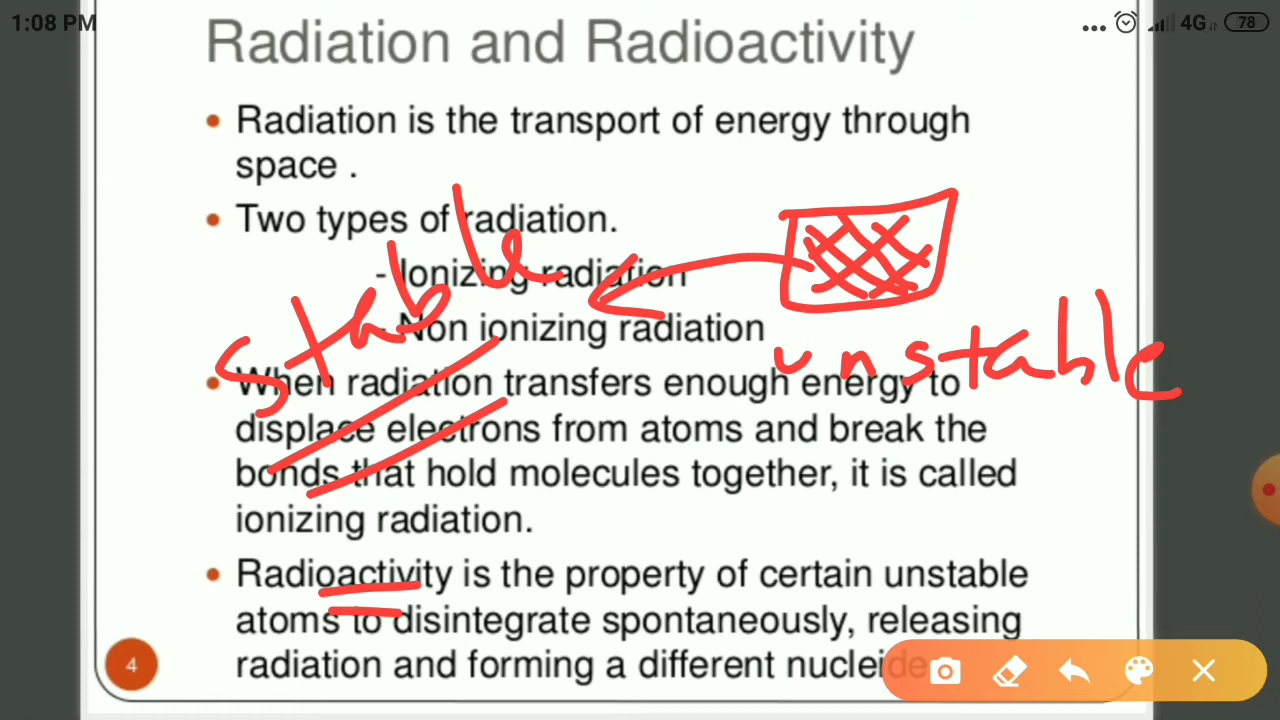 1:08 PM
... 4G 78
Radiation and Radioactivity
• Radiation is the transport of energy through
space .
• Two types of radiation.
- Ionizing radiation
- Non ionizing radiation
stable
unstable
• When radiation transfers enough energy to
displace electrons from atoms and break the
bonds that hold molecules together, it is called
ionizing radiation.
• Radioactivity is the property of certain unstable
atoms to disintegrate spontaneously, releasing
radiation and forming a different nucleide
4